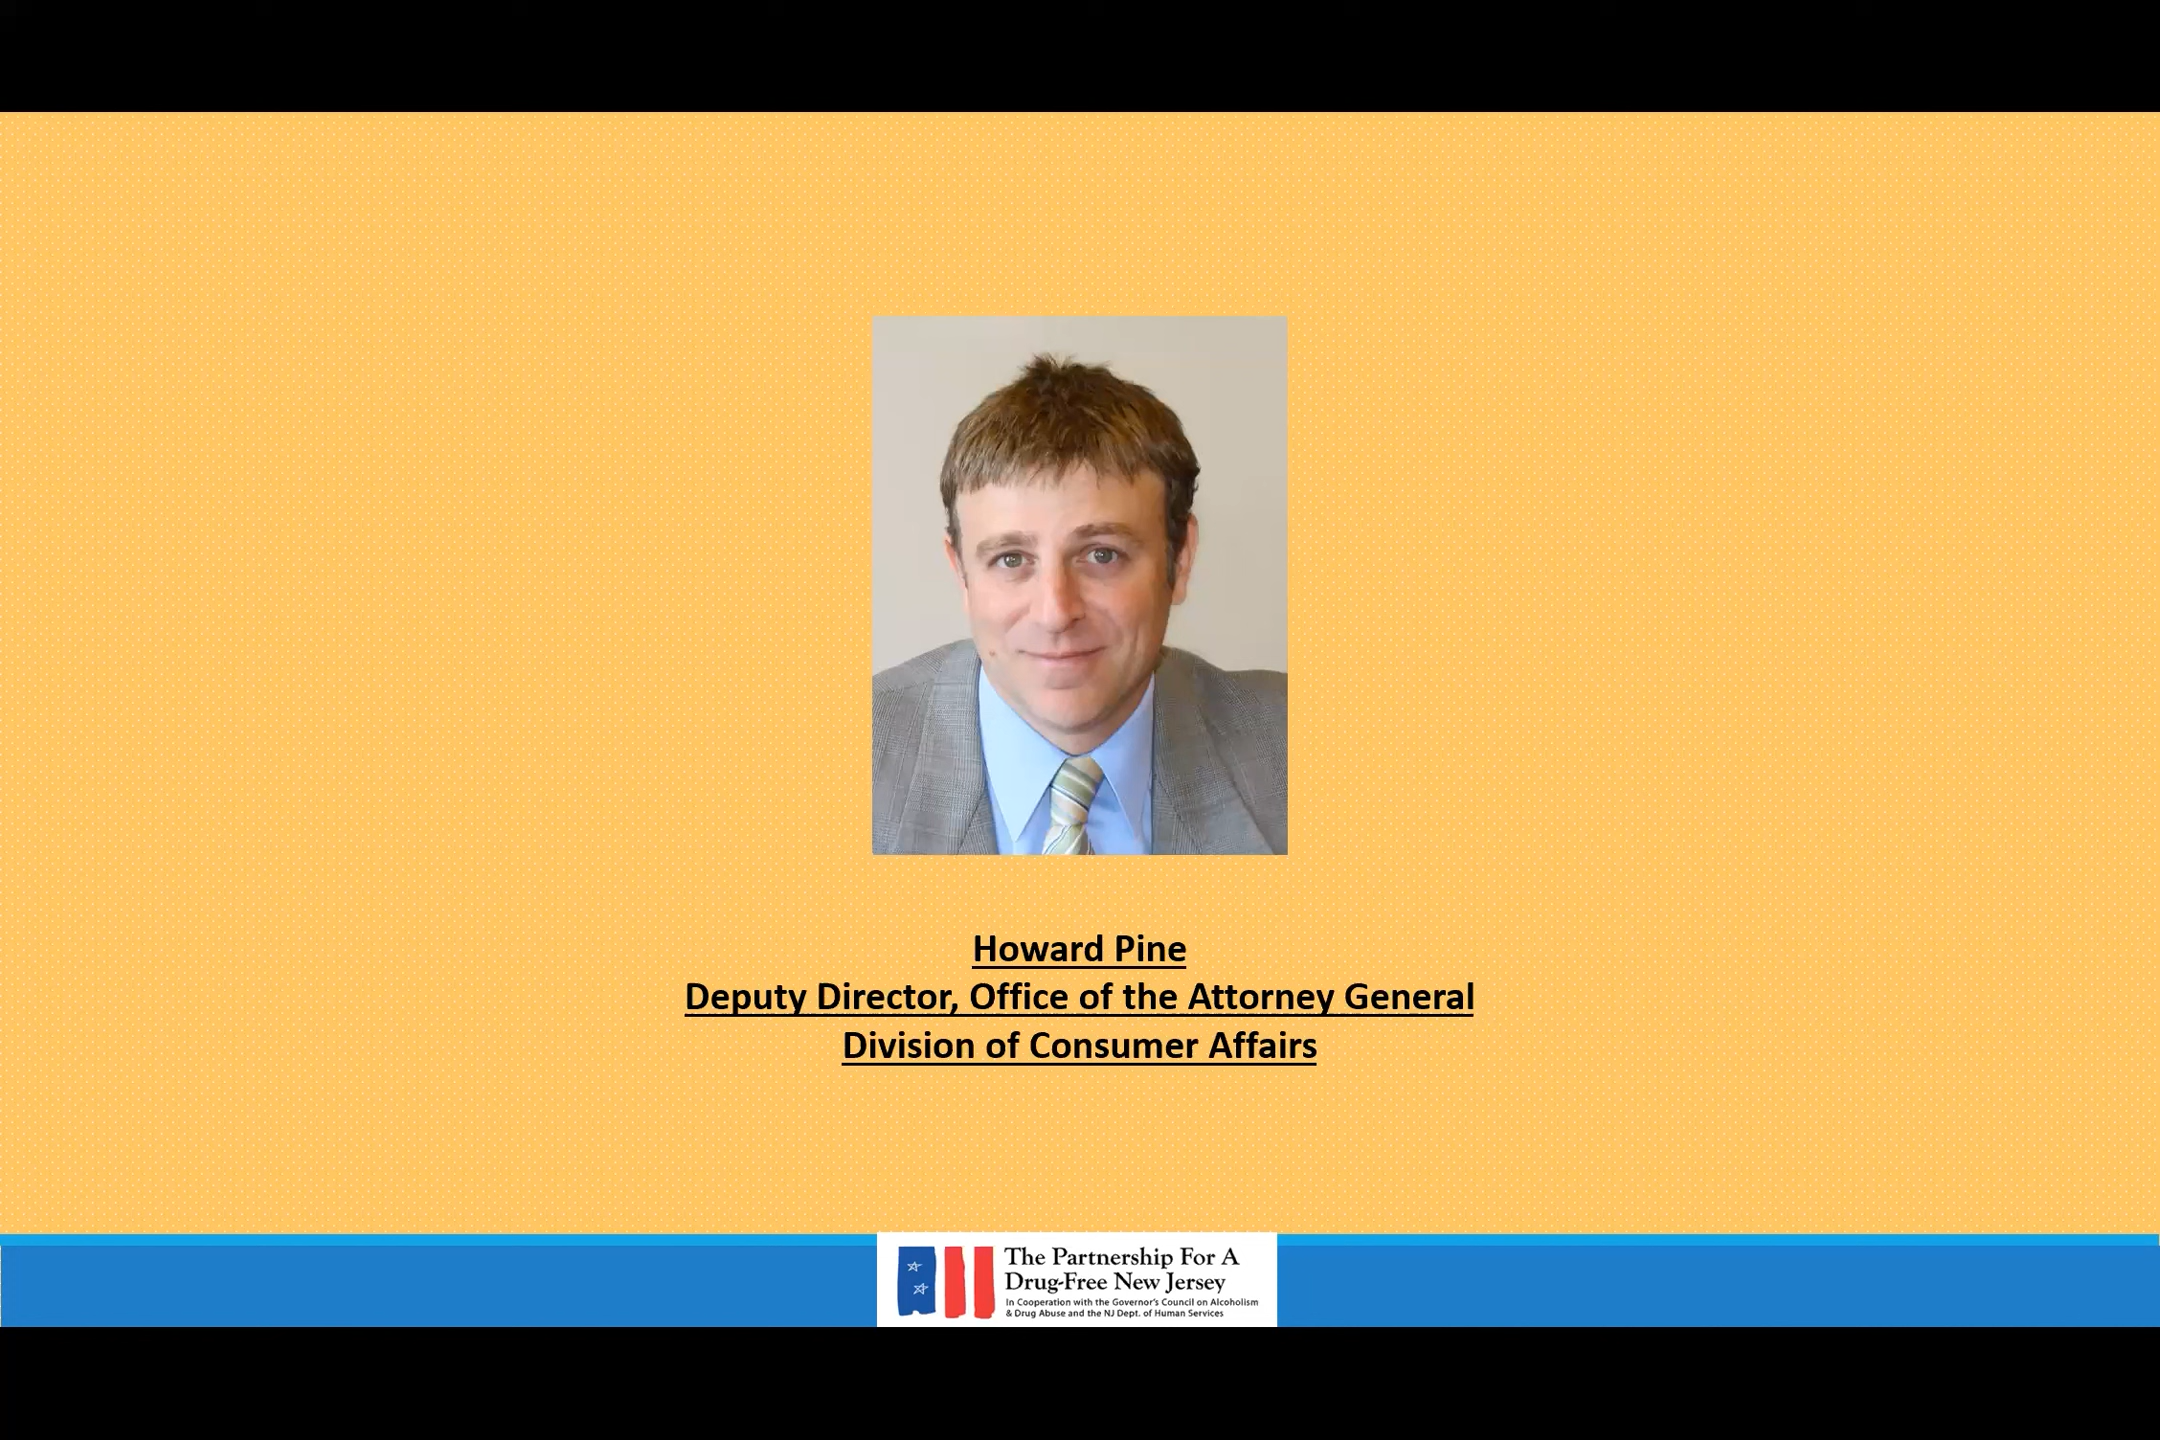 Howard Pine
Deputy Director, Office of the Attorney General
Division of Consumer Affairs
The Partnership For A
Drug-Free New Jersey
In Cooperation with the Governor's Council on Alcoholism
& Drug Abuse and the NJ Dept. of Human Services